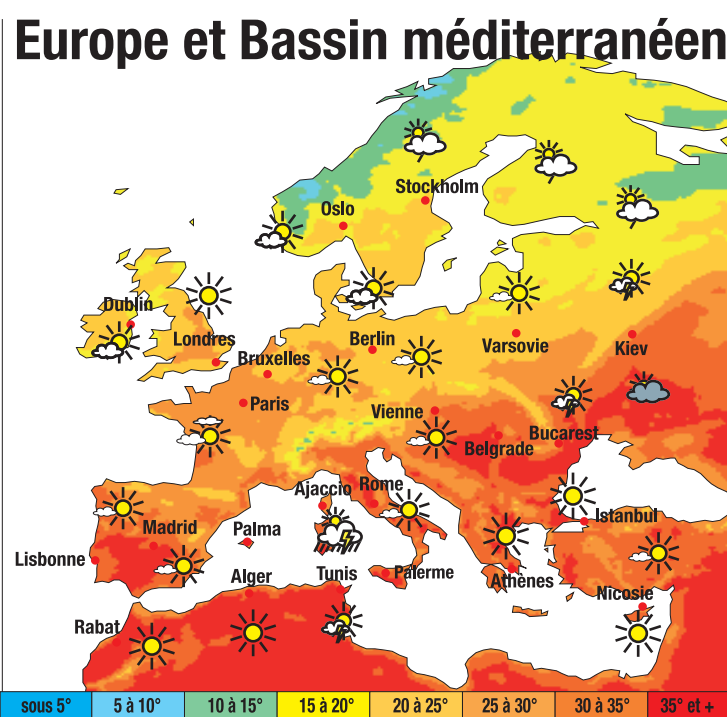 Europe et Bassin méditerranéen
Stockholm
Oslo
Dublin
Londres
Berlin
Varsovie
Kiev
Bruxelles
Paris
Vienne
Bucarest
Belgrade
Ajaccio
Rome
Madrid
Palma
Istanbul
Lisbonne
Alger
Tunis
Palerme
Athènes
Nicosie
Rabat
sous 5° 5 à 10° 10 à 15° 15 à 20° 20 à 25° 25 à 30° 30 à 35° 35° et +